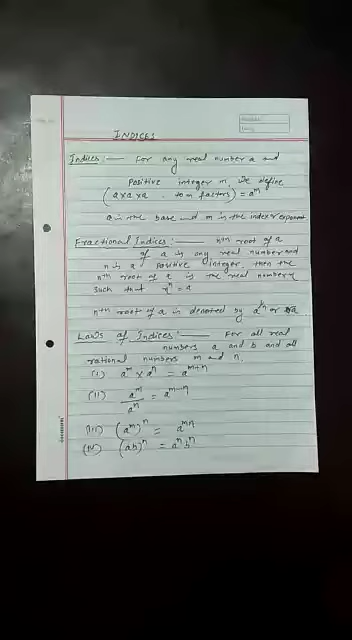 INDICES
Indices :— For any real number a and
Positive integer m, we define
(a x a x a . . to m factors) = a^m
a is the base and m is the index or exponent
Fractional Indices :— nth root of a
If a is any real number and
n is a Positive integer then the
nth root of a is the real number x
such that x^n = a
nth root of a is denoted by a^1/n or ⁿ√a
Laws of Indices :— For all real
numbers a and b and all
rational numbers m and n.
(I) a^m x a^n = a^m+n
(II) a^m / a^n = a^m-n
(III) (a^m)^n = a^mn
(IV) (ab)^n = a^n b^n